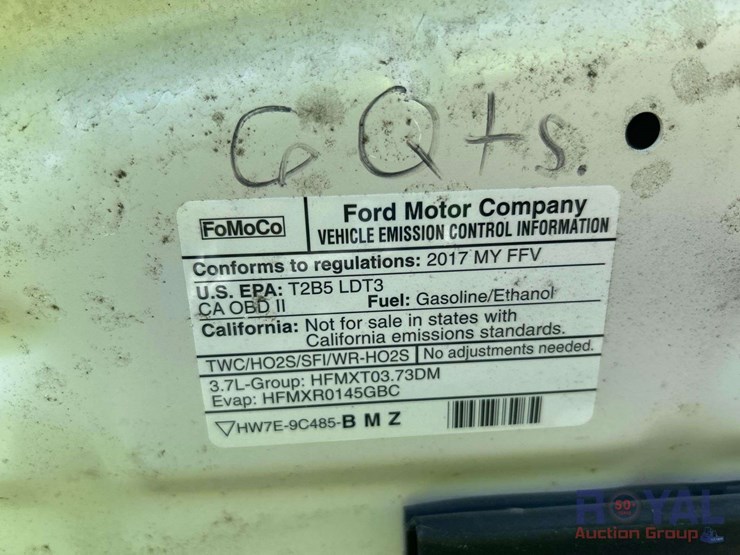 6 Qts.
FoMoCo
Ford Motor Company
VEHICLE EMISSION CONTROL INFORMATION
Conforms to regulations: 2017 MY FFV
U.S. EPA: T2B5 LDT3
CA OBD II Fuel: Gasoline/Ethanol
California: Not for sale in states with
California emissions standards.
TWC/HO2S/SFI/WR-HO2S No adjustments needed.
3.7L-Group: HFMXT03.73DM
Evap: HFMXR0145GBC
HW7E-9C485-B M Z
ROYAL
Auction Group